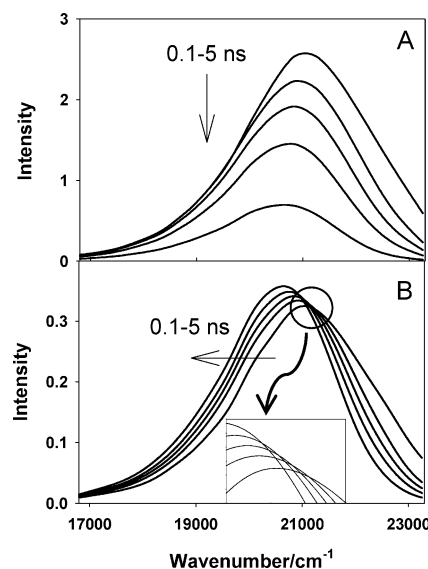 A
0.1-5 ns
Intensity
3
2
1
0
B
0.1-5 ns
Intensity
0.3
0.2
0.1
0.0
17000 19000 21000 23000
Wavenumber/cm⁻¹